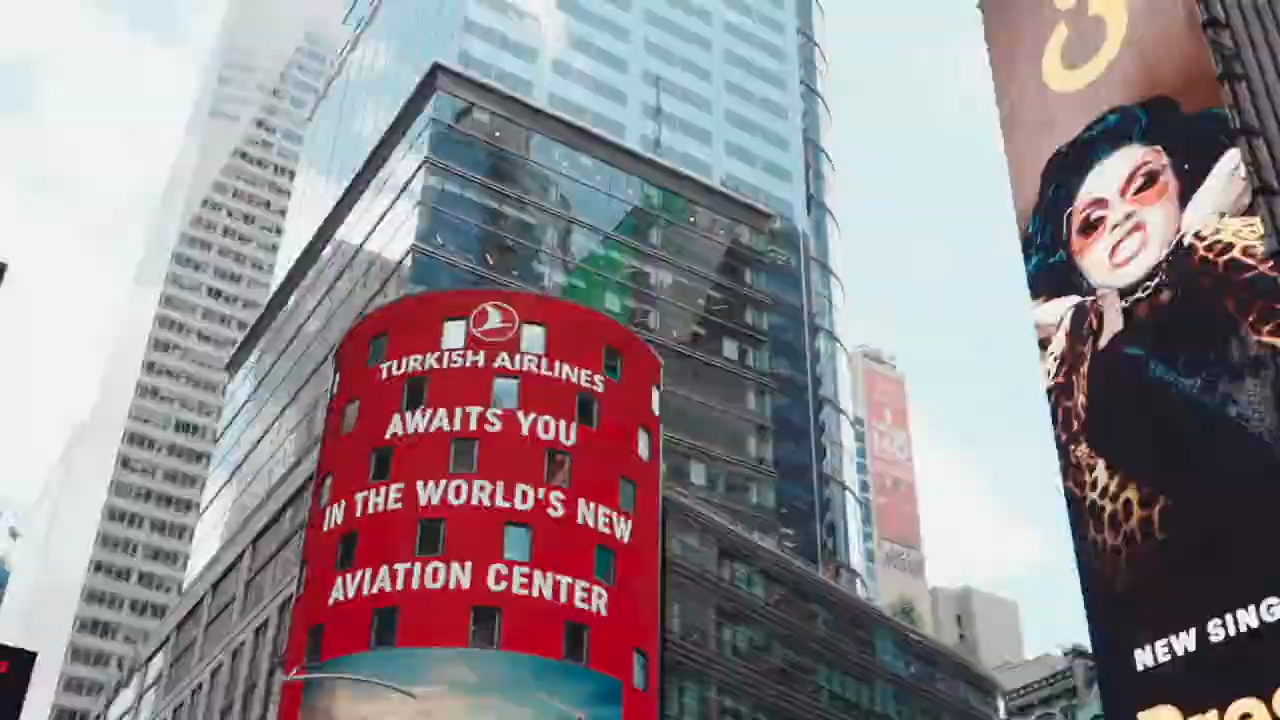 TURKISH AIRLINES
AWAITS YOU
IN THE WORLD'S NEW
AVIATION CENTER
NEW SING